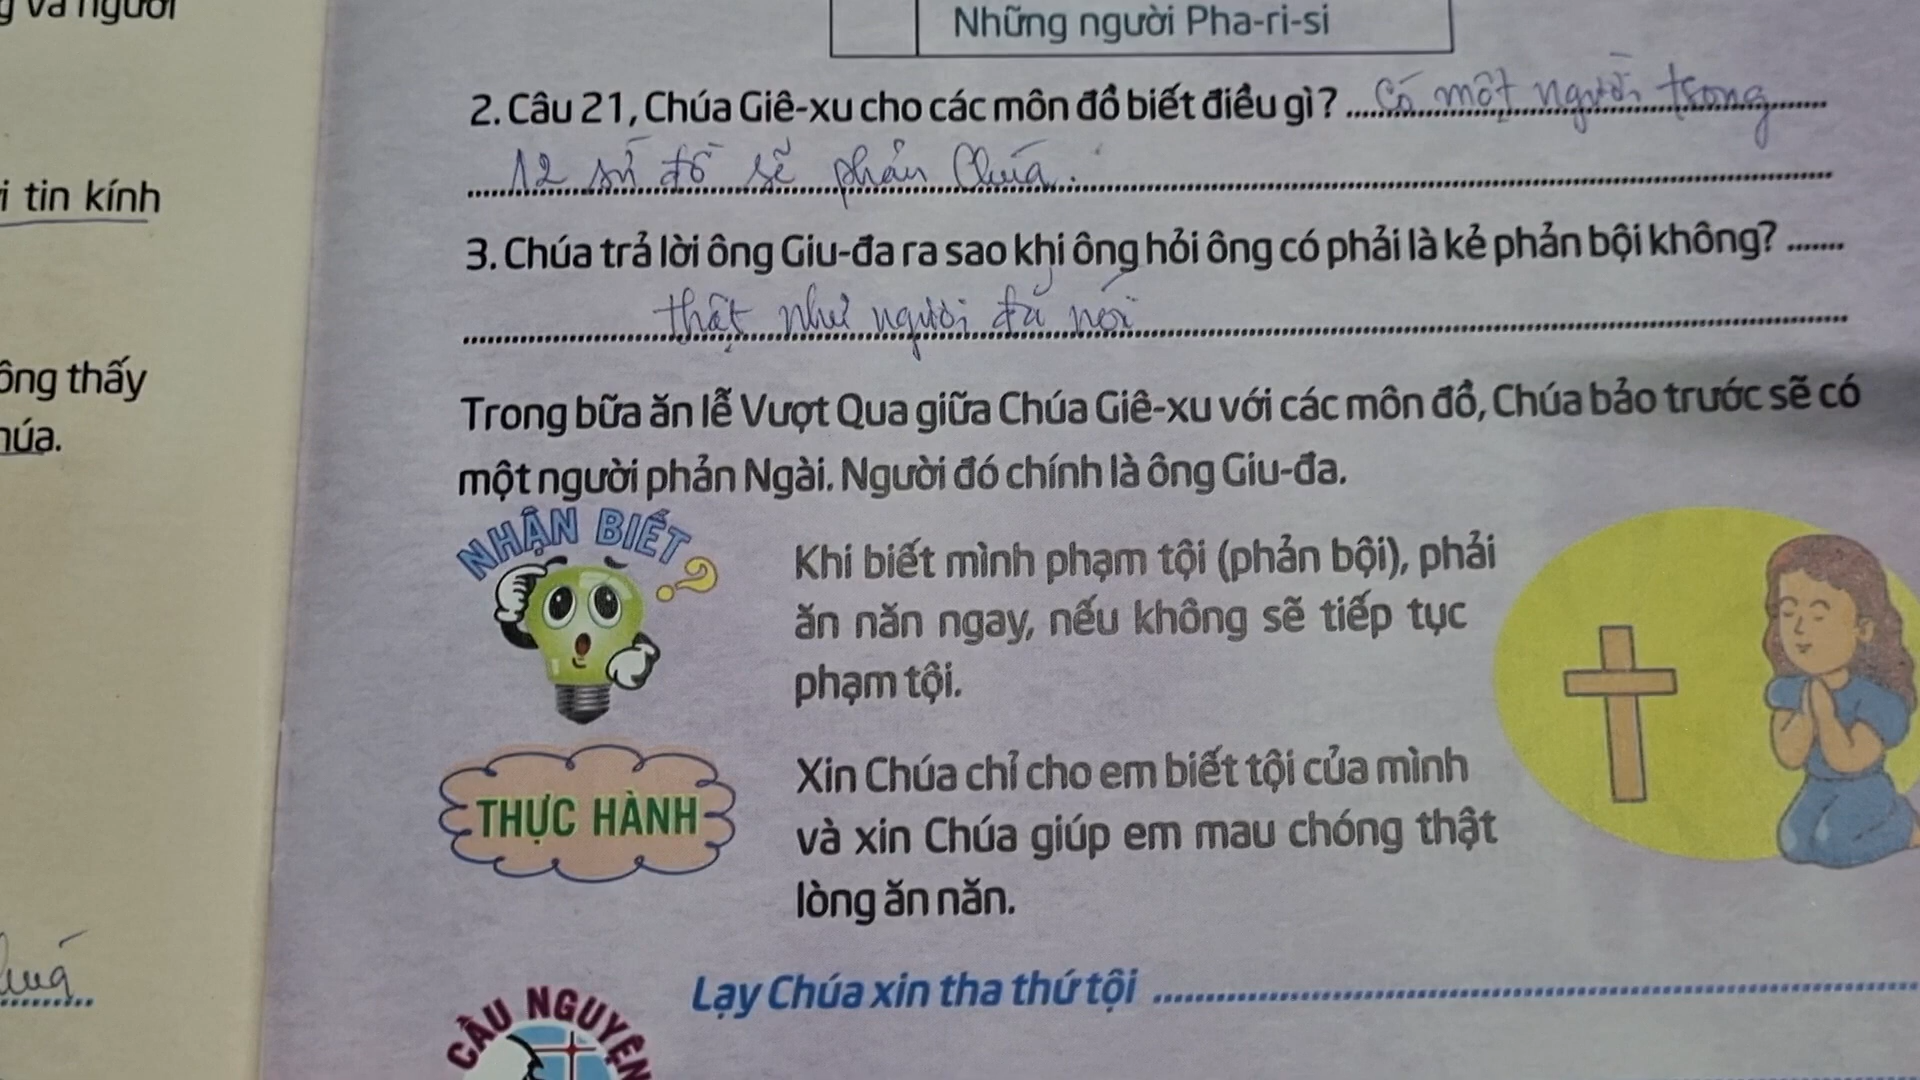 g và người
Những người Pha-ri-si
2. Câu 21, Chúa Giê-xu cho các môn đồ biết điều gì? Có một người trong
12 sứ đồ sẽ phản Chúa.
i tin kính
3. Chúa trả lời ông Giu-đa ra sao khi ông hỏi ông có phải là kẻ phản bội không?
thật như người đã nói
ông thấy
húa.
Trong bữa ăn lễ Vượt Qua giữa Chúa Giê-xu với các môn đồ, Chúa bảo trước sẽ có
một người phản Ngài. Người đó chính là ông Giu-đa.
NHẬN BIẾT?
Khi biết mình phạm tội (phản bội), phải
ăn năn ngay, nếu không sẽ tiếp tục
phạm tội.
THỰC HÀNH
Xin Chúa chỉ cho em biết tội của mình
và xin Chúa giúp em mau chóng thật
lòng ăn năn.
Lạy Chúa xin tha thứ tội
CẦU NGUYỆN